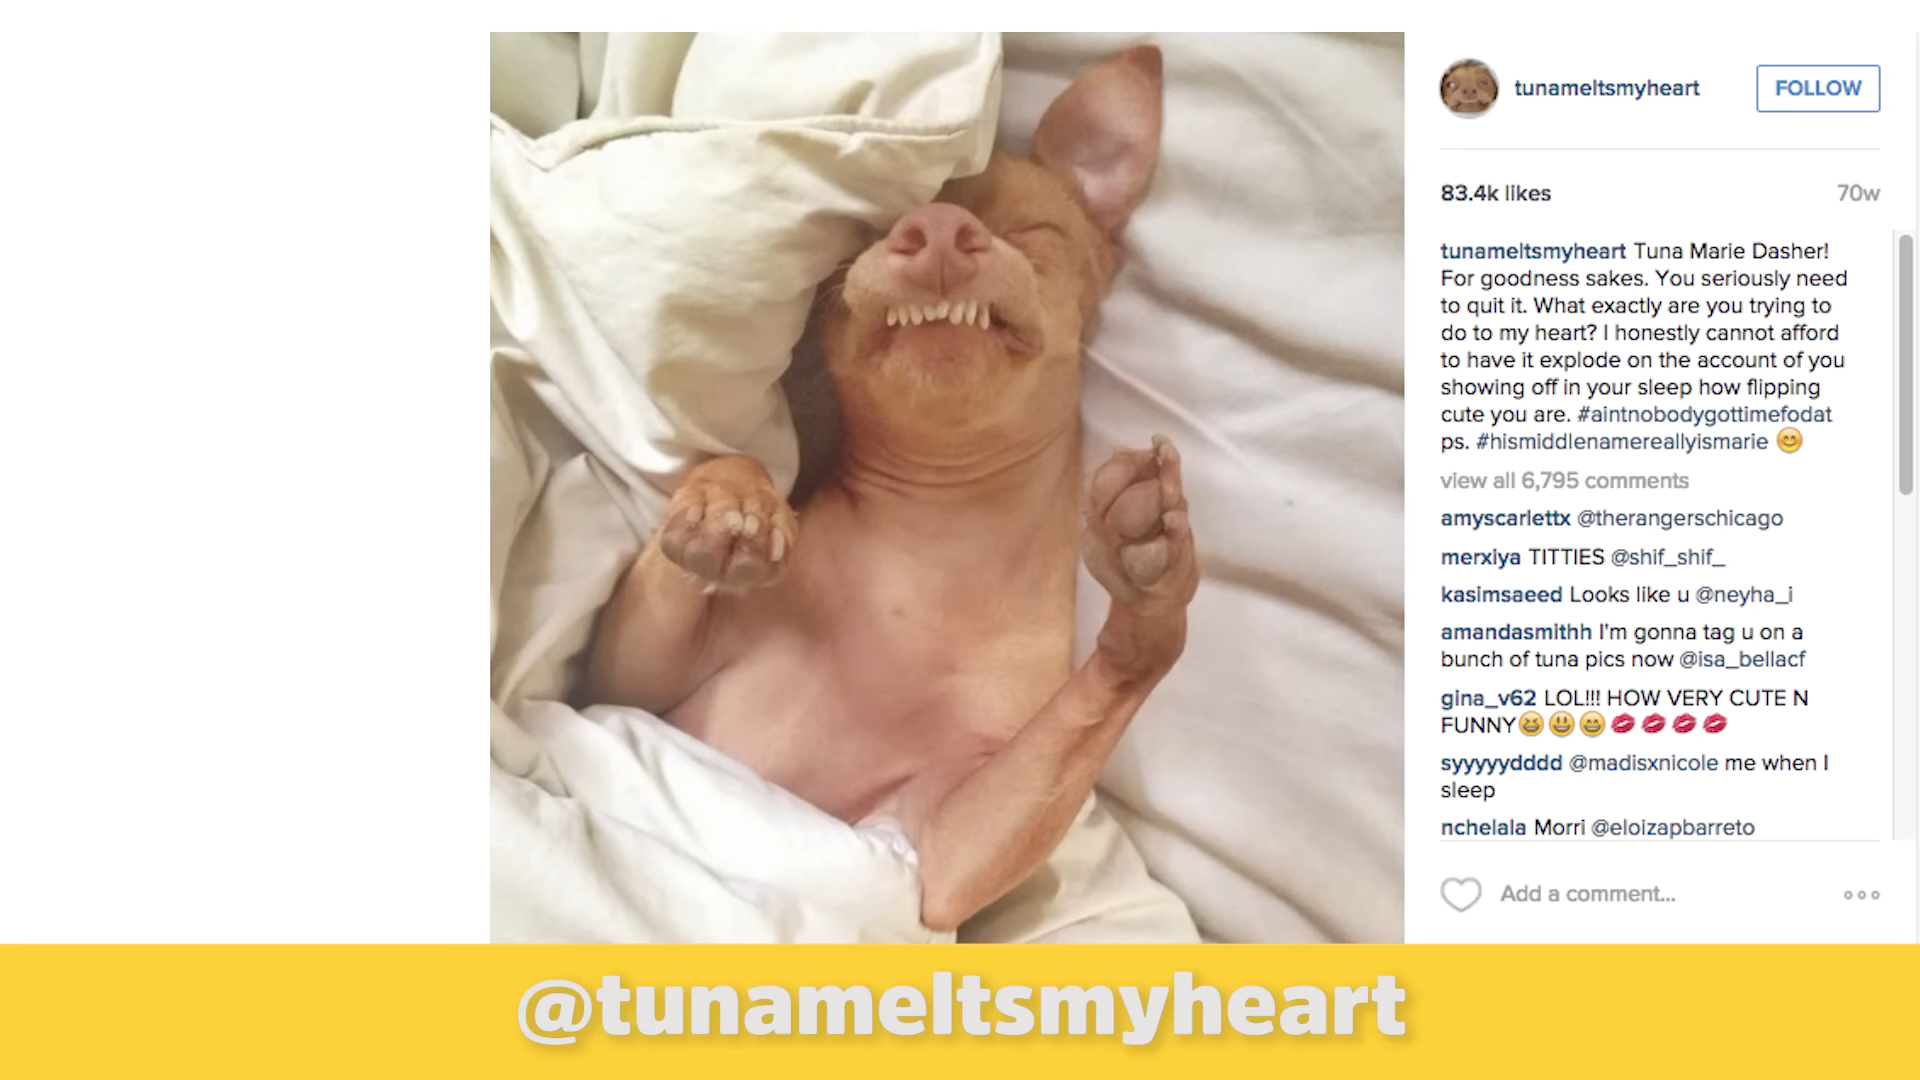 tunameltsmyheart
FOLLOW
83.4k likes
70w
tunameltsmyheart Tuna Marie Dasher!
For goodness sakes. You seriously need
to quit it. What exactly are you trying to
do to my heart? I honestly cannot afford
to have it explode on the account of you
showing off in your sleep how flipping
cute you are. #aintnobodygottimefodat
ps. #hismiddlenamereallyismarie 😊
view all 6,795 comments
amyscarlettx @therangerschicago
merxiya TITTIES @shif_shif_
kasimsaeed Looks like u @neyha_i
amandasmithh I'm gonna tag u on a
bunch of tuna pics now @isa_bellacf
gina_v62 LOL!!! HOW VERY CUTE N
FUNNY😆😃😄💋💋💋💋
syyyyydddd @madisxnicole me when I
sleep
nchelala Morri @eloizapbarreto
Add a comment...
@tunameltsmyheart